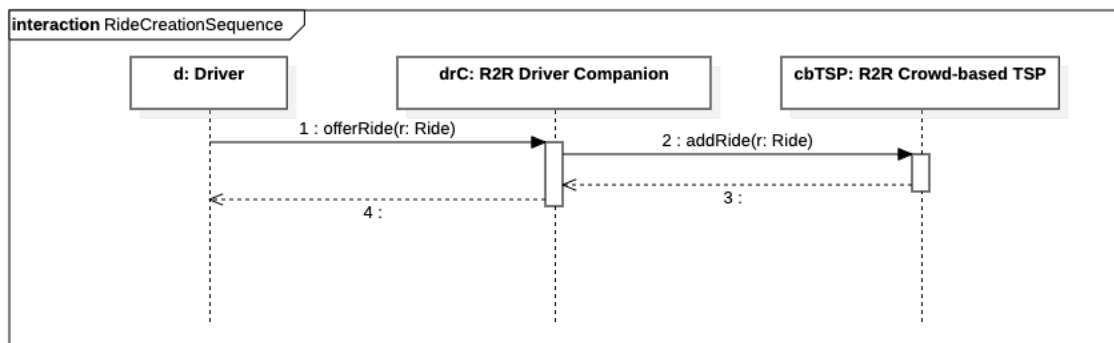 interaction RideCreationSequence
d: Driver
drC: R2R Driver Companion
cbTSP: R2R Crowd-based TSP
1 : offerRide(r: Ride)
2 : addRide(r: Ride)
3 :
4 :